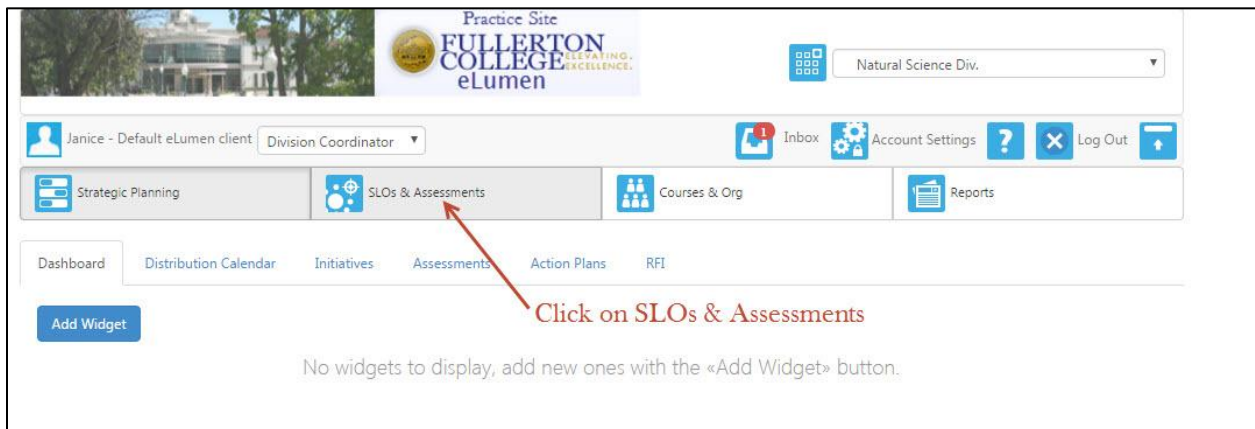 Practice Site
FULLERTON
COLLEGE ELEVATING.
EXCELLENCE.
eLumen
Natural Science Div.
Janice - Default eLumen client Division Coordinator 1 Inbox Account Settings ? Log Out
Strategic Planning SLOs & Assessments Courses & Org Reports
Dashboard Distribution Calendar Initiatives Assessments Action Plans RFI
Add Widget Click on SLOs & Assessments
No widgets to display, add new ones with the «Add Widget» button.